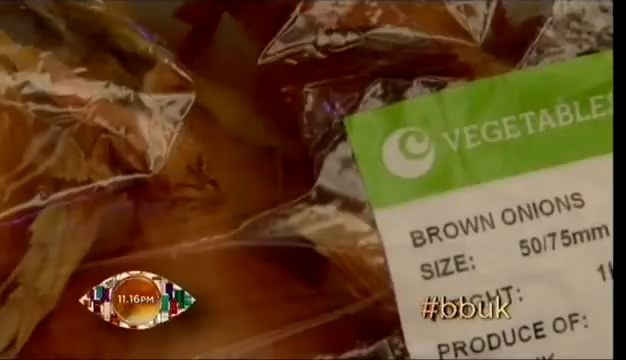 VEGETABLES
BROWN ONIONS
SIZE: 50/75mm
#bbuk
PRODUCE OF:
11.16PM